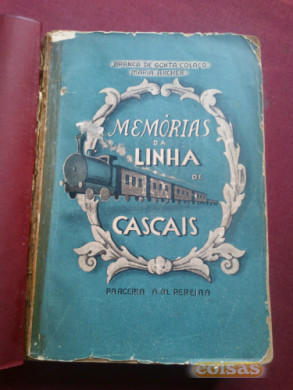 BRANCA DE GONTA COLAÇO
MARIA ARCHER
MEMÓRIAS
DA
LINHA
DE
CASCAIS
PARCERIA A. M. PEREIRA
coisas